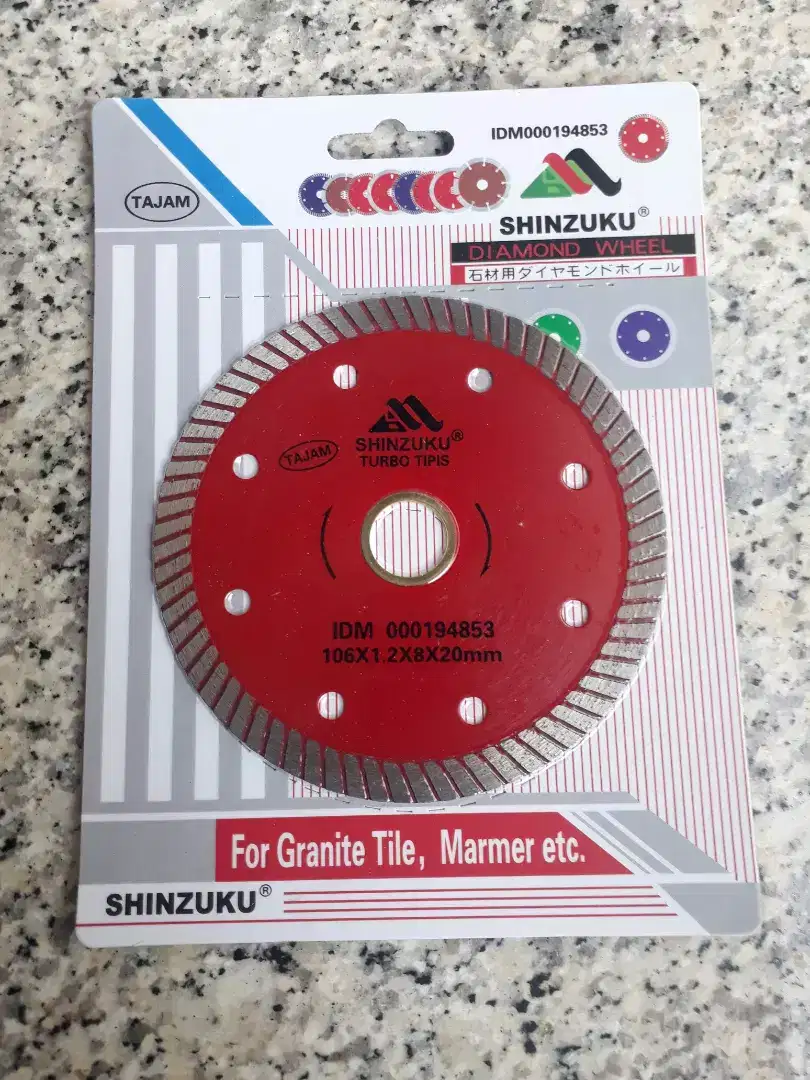 IDM000194853
TAJAM
SHINZUKU®
DIAMOND WHEEL
石材用ダイヤモンドホイール
SHINZUKU®
TAJAM
TURBO TIPIS
IDM 000194853
106X1.2X8X20mm
For Granite Tile, Marmer etc.
SHINZUKU®